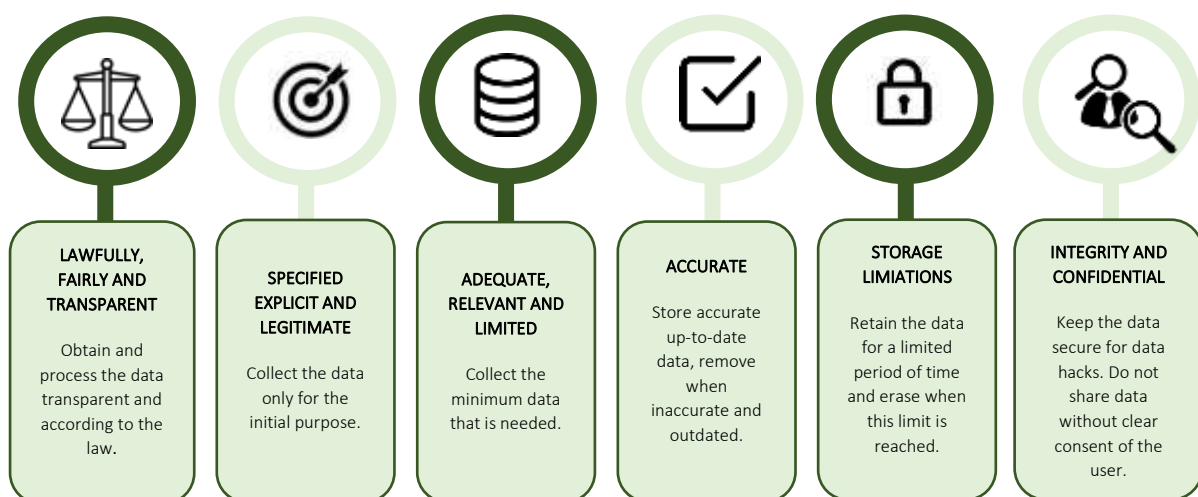 LAWFULLY,
FAIRLY AND
TRANSPARENT
Obtain and
process the data
transparent and
according to the
law.
SPECIFIED
EXPLICIT AND
LEGITIMATE
Collect the data
only for the
initial purpose.
ADEQUATE,
RELEVANT AND
LIMITED
Collect the
minimum data
that is needed.
ACCURATE
Store accurate
up-to-date
data, remove
when
inaccurate and
outdated.
STORAGE
LIMIATIONS
Retain the data
for a limited
period of time
and erase when
this limit is
reached.
INTEGRITY AND
CONFIDENTIAL
Keep the data
secure for data
hacks. Do not
share data
without clear
consent of the
user.